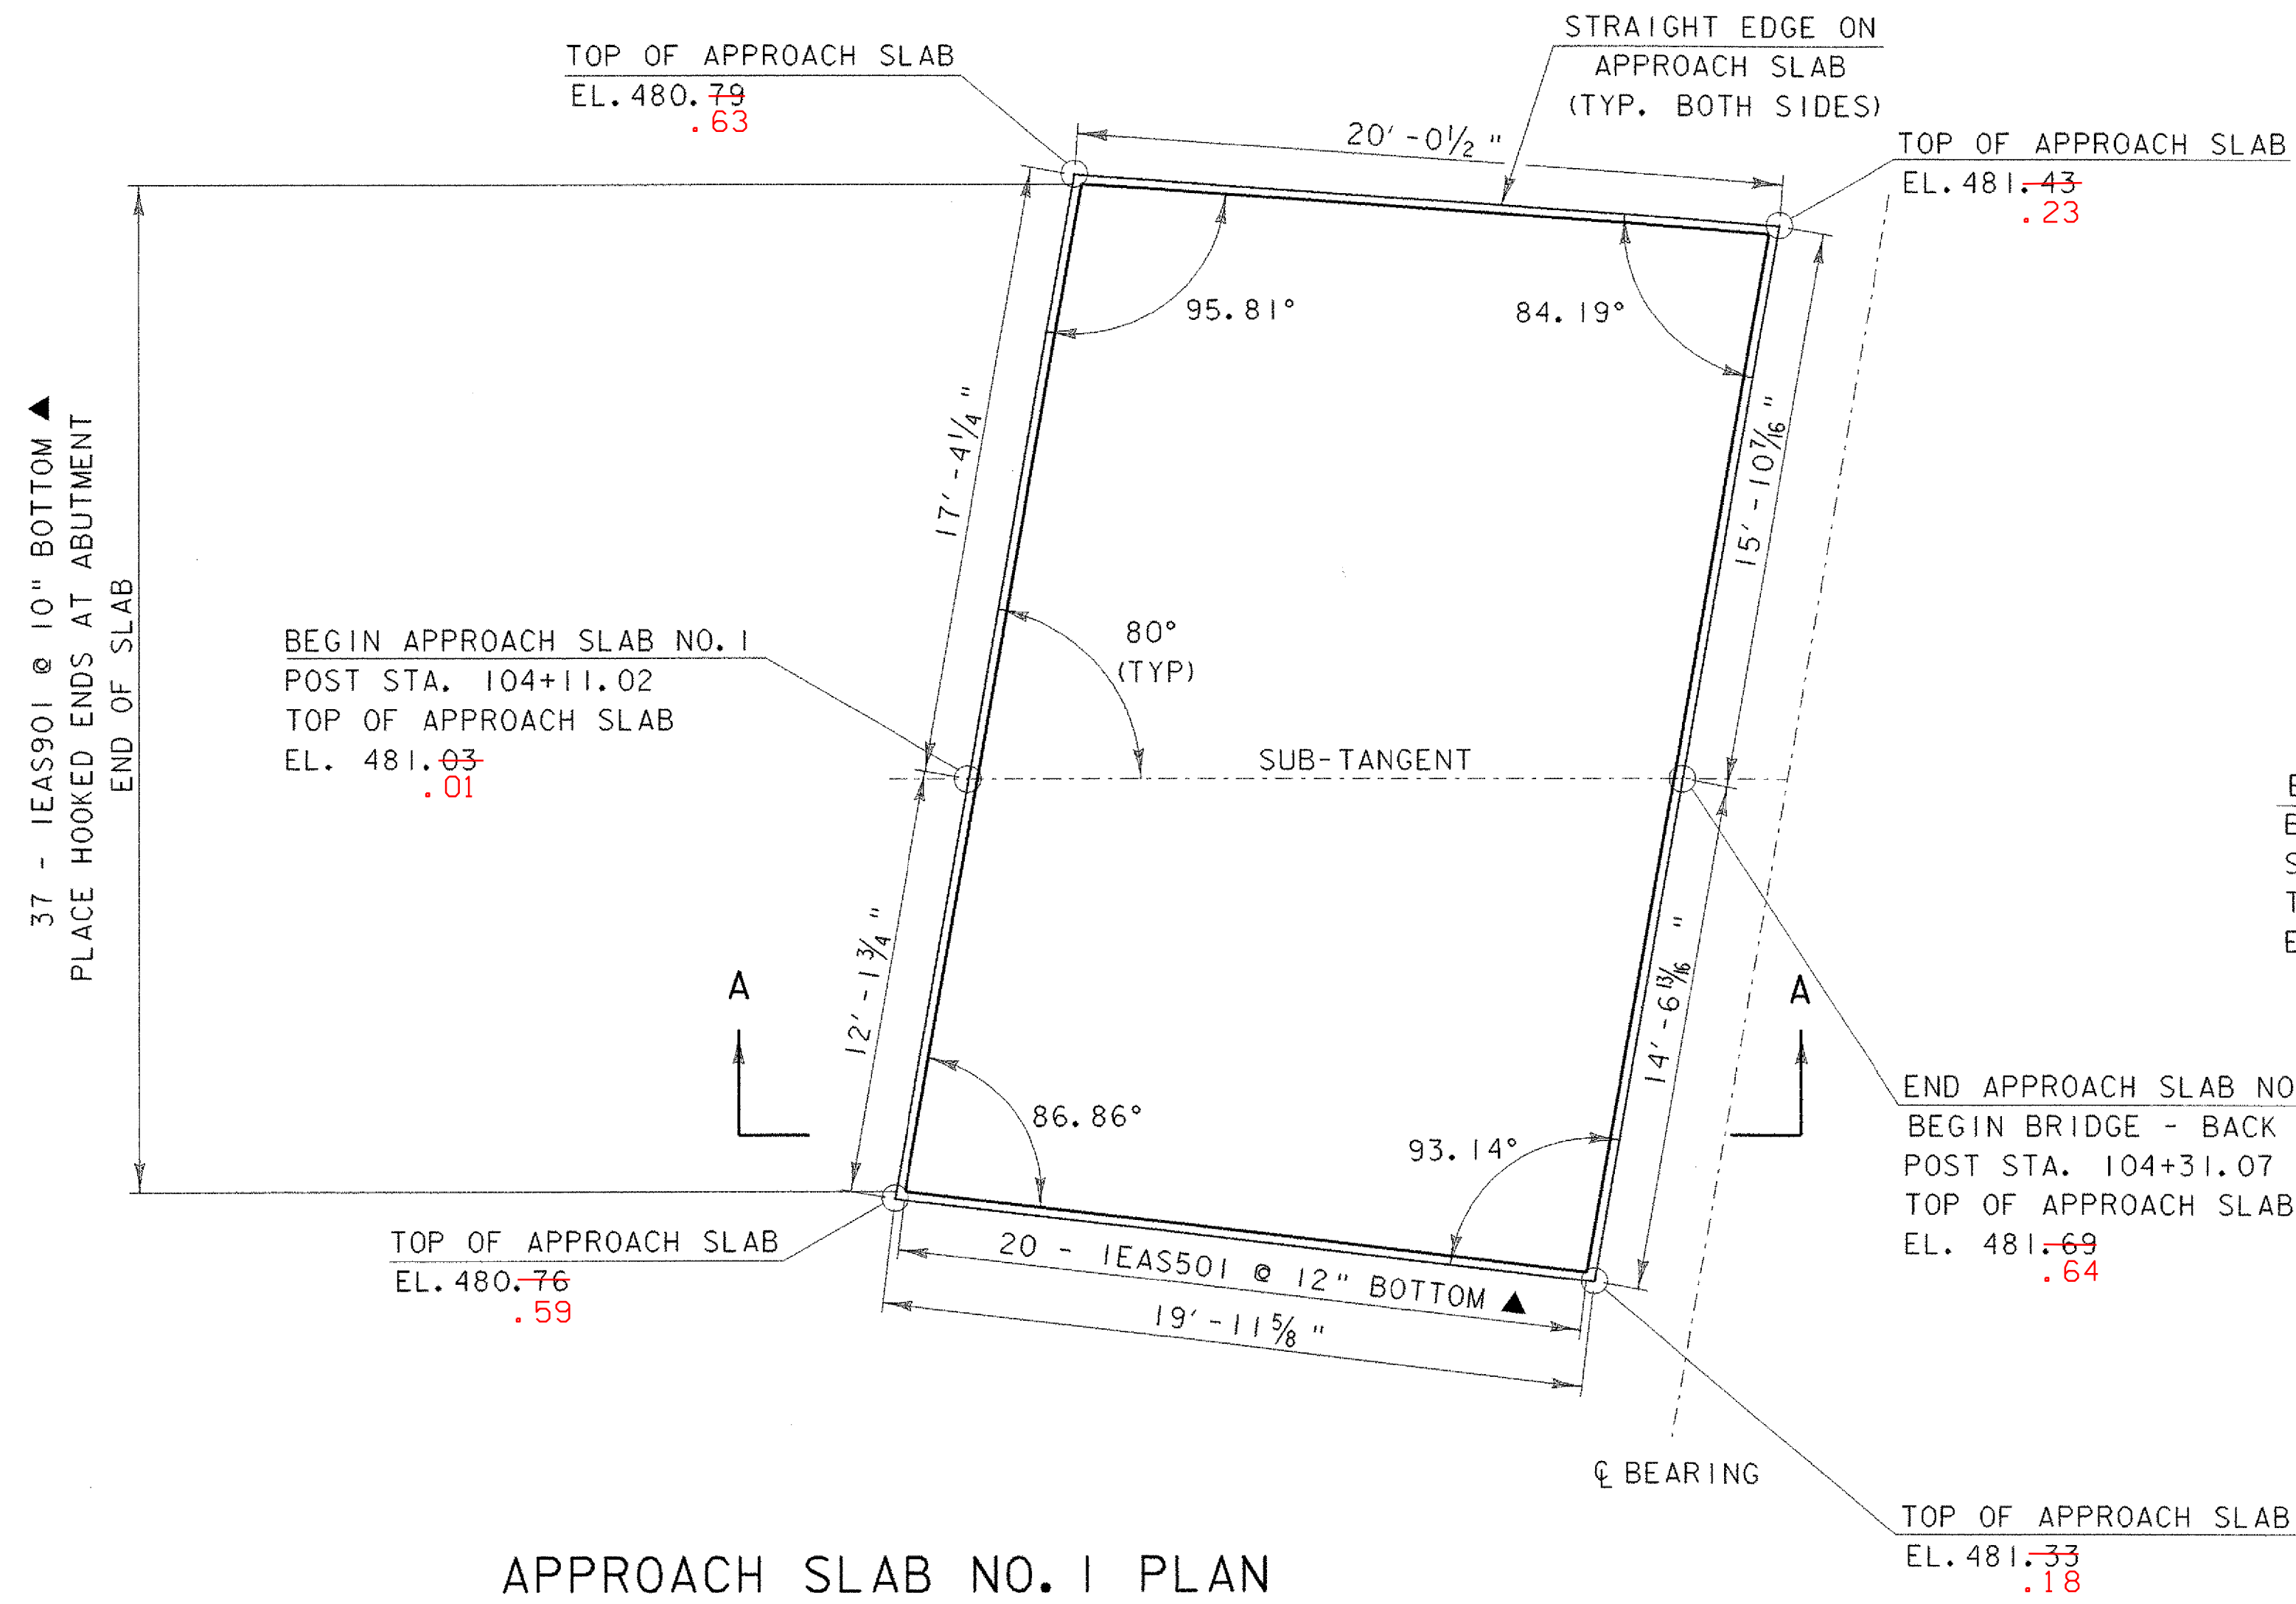 STRAIGHT EDGE ON
APPROACH SLAB
(TYP. BOTH SIDES)
TOP OF APPROACH SLAB
EL. 480.79
.63
20'-0½"
TOP OF APPROACH SLAB
EL. 481.43
.23
95.81°
84.19°
17'-4¼"
15'-10 7/16"
37 - 1EAS901 @ 10" BOTTOM ▲
PLACE HOOKED ENDS AT ABUTMENT
END OF SLAB
BEGIN APPROACH SLAB NO. 1
POST STA. 104+11.02
TOP OF APPROACH SLAB
EL. 481.03
.01
80°
(TYP)
SUB-TANGENT
12'-1¾"
14'-6 13/16"
A
A
86.86°
93.14°
END APPROACH SLAB NO
BEGIN BRIDGE - BACK
POST STA. 104+31.07
TOP OF APPROACH SLAB
EL. 481.69
.64
TOP OF APPROACH SLAB
EL. 480.76
.59
20 - 1EAS501 @ 12" BOTTOM ▲
19'-11⅝"
℄ BEARING
TOP OF APPROACH SLAB
EL. 481.33
.18
APPROACH SLAB NO. 1 PLAN